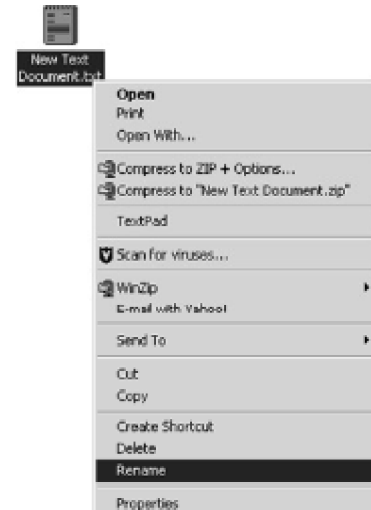 New Text
Document.txt
Open
Print
Open With...
Compress to ZIP + Options...
Compress to "New Text Document.zip"
TextPad
Scan for viruses...
WinZip
E-mail with Yahoo!
Send To
Cut
Copy
Create Shortcut
Delete
Rename
Properties